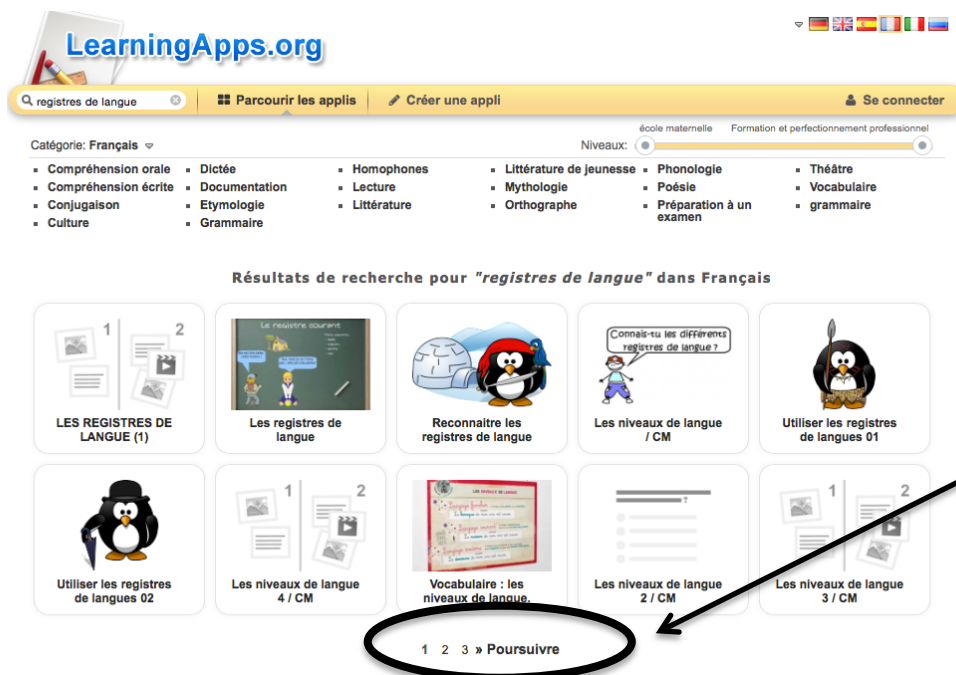 LearningApps.org
registres de langue
Parcourir les applis
Créer une appli
Se connecter
Catégorie: Français
Niveaux:
école maternelle
Formation et perfectionnement professionnel
Compréhension orale
Compréhension écrite
Conjugaison
Culture
Dictée
Documentation
Etymologie
Grammaire
Homophones
Lecture
Littérature
Littérature de jeunesse
Mythologie
Orthographe
Phonologie
Poésie
Préparation à un
examen
Théâtre
Vocabulaire
grammaire
Résultats de recherche pour "registres de langue" dans Français
1
2
LES REGISTRES DE
LANGUE (1)
Le registre courant
Les registres de
langue
Reconnaitre les
registres de langue
Connais-tu les différents
registres de langue ?
Les niveaux de langue
/ CM
Utiliser les registres
de langues 01
Utiliser les registres
de langues 02
1
2
Les niveaux de langue
4 / CM
LES NIVEAUX DE LANGUE
Langage familier
Langage courant
Langage soutenu
Vocabulaire : les
niveaux de langue.
?
Les niveaux de langue
2 / CM
1
2
Les niveaux de langue
3 / CM
1 2 3 » Poursuivre